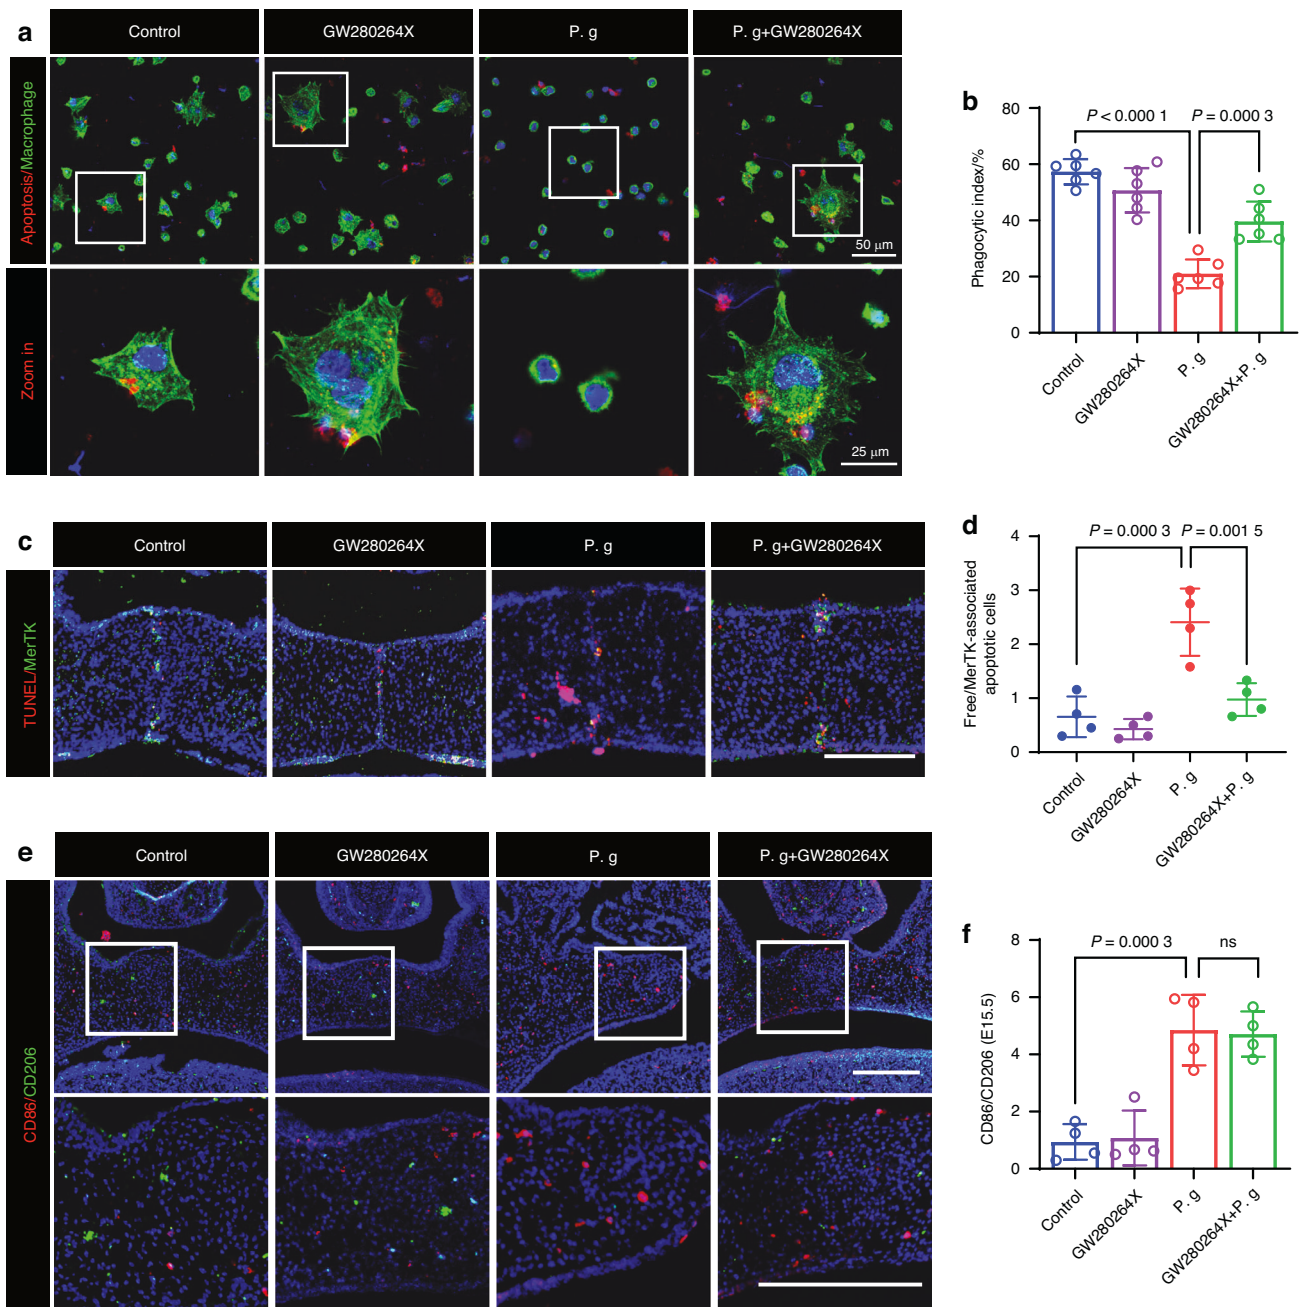 a
Control
GW280264X
P. g
P. g+GW280264X
Apoptosis/Macrophage
50 μm
Zoom in
25 μm
b
Phagocytic index/%
80
60
40
20
0
P < 0.000 1
P = 0.000 3
Control
GW280264X
P. g
GW280264X+P. g
c
Control
GW280264X
P. g
P. g+GW280264X
TUNEL/MerTK
d
Free/MerTK-associated
apoptotic cells
4
3
2
1
0
P = 0.000 3
P = 0.001 5
Control
GW280264X
P. g
GW280264X+P. g
e
Control
GW280264X
P. g
P. g+GW280264X
CD86/CD206
f
CD86/CD206 (E15.5)
8
6
4
2
0
P = 0.000 3
ns
Control
GW280264X
P. g
GW280264X+P. g